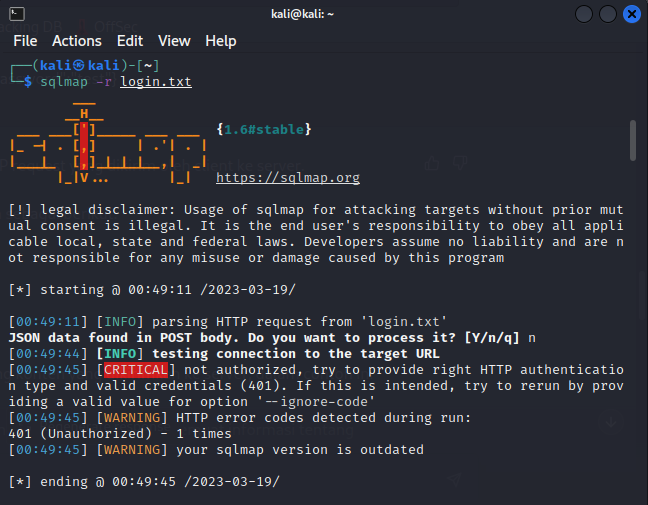 kali@kali: ~
File Actions Edit View Help
┌──(kali㉿kali)-[~]
└─$ sqlmap -r login.txt
{1.6#stable}
https://sqlmap.org
[!] legal disclaimer: Usage of sqlmap for attacking targets without prior mut
ual consent is illegal. It is the end user's responsibility to obey all appli
cable local, state and federal laws. Developers assume no liability and are n
ot responsible for any misuse or damage caused by this program
[*] starting @ 00:49:11 /2023-03-19/
[00:49:11] [INFO] parsing HTTP request from 'login.txt'
JSON data found in POST body. Do you want to process it? [Y/n/q] n
[00:49:44] [INFO] testing connection to the target URL
[00:49:45] [CRITICAL] not authorized, try to provide right HTTP authenticatio
n type and valid credentials (401). If this is intended, try to rerun by prov
iding a valid value for option '--ignore-code'
[00:49:45] [WARNING] HTTP error codes detected during run:
401 (Unauthorized) - 1 times
[00:49:45] [WARNING] your sqlmap version is outdated
[*] ending @ 00:49:45 /2023-03-19/